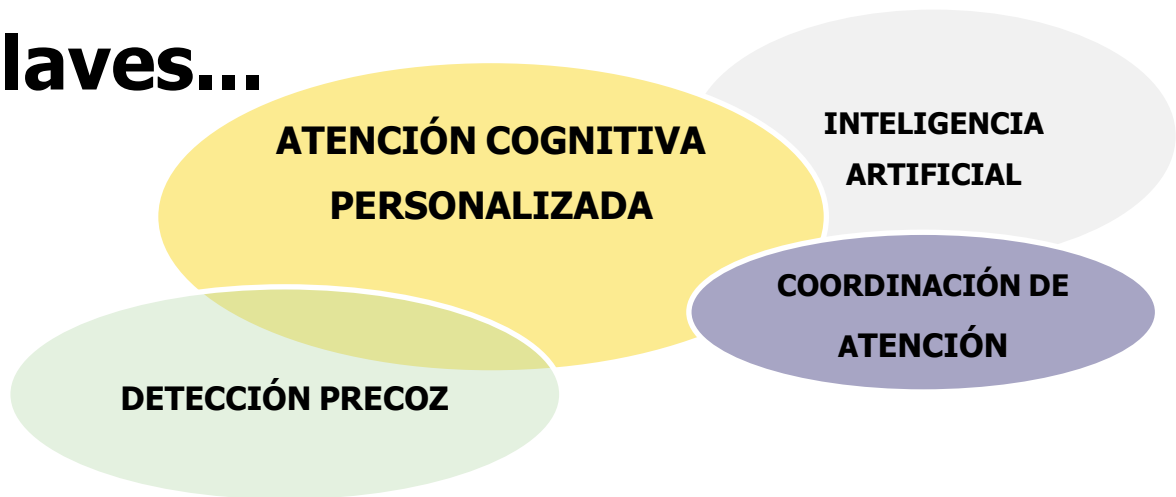 laves...
ATENCIÓN COGNITIVA
PERSONALIZADA
INTELIGENCIA
ARTIFICIAL
COORDINACIÓN DE
ATENCIÓN
DETECCIÓN PRECOZ